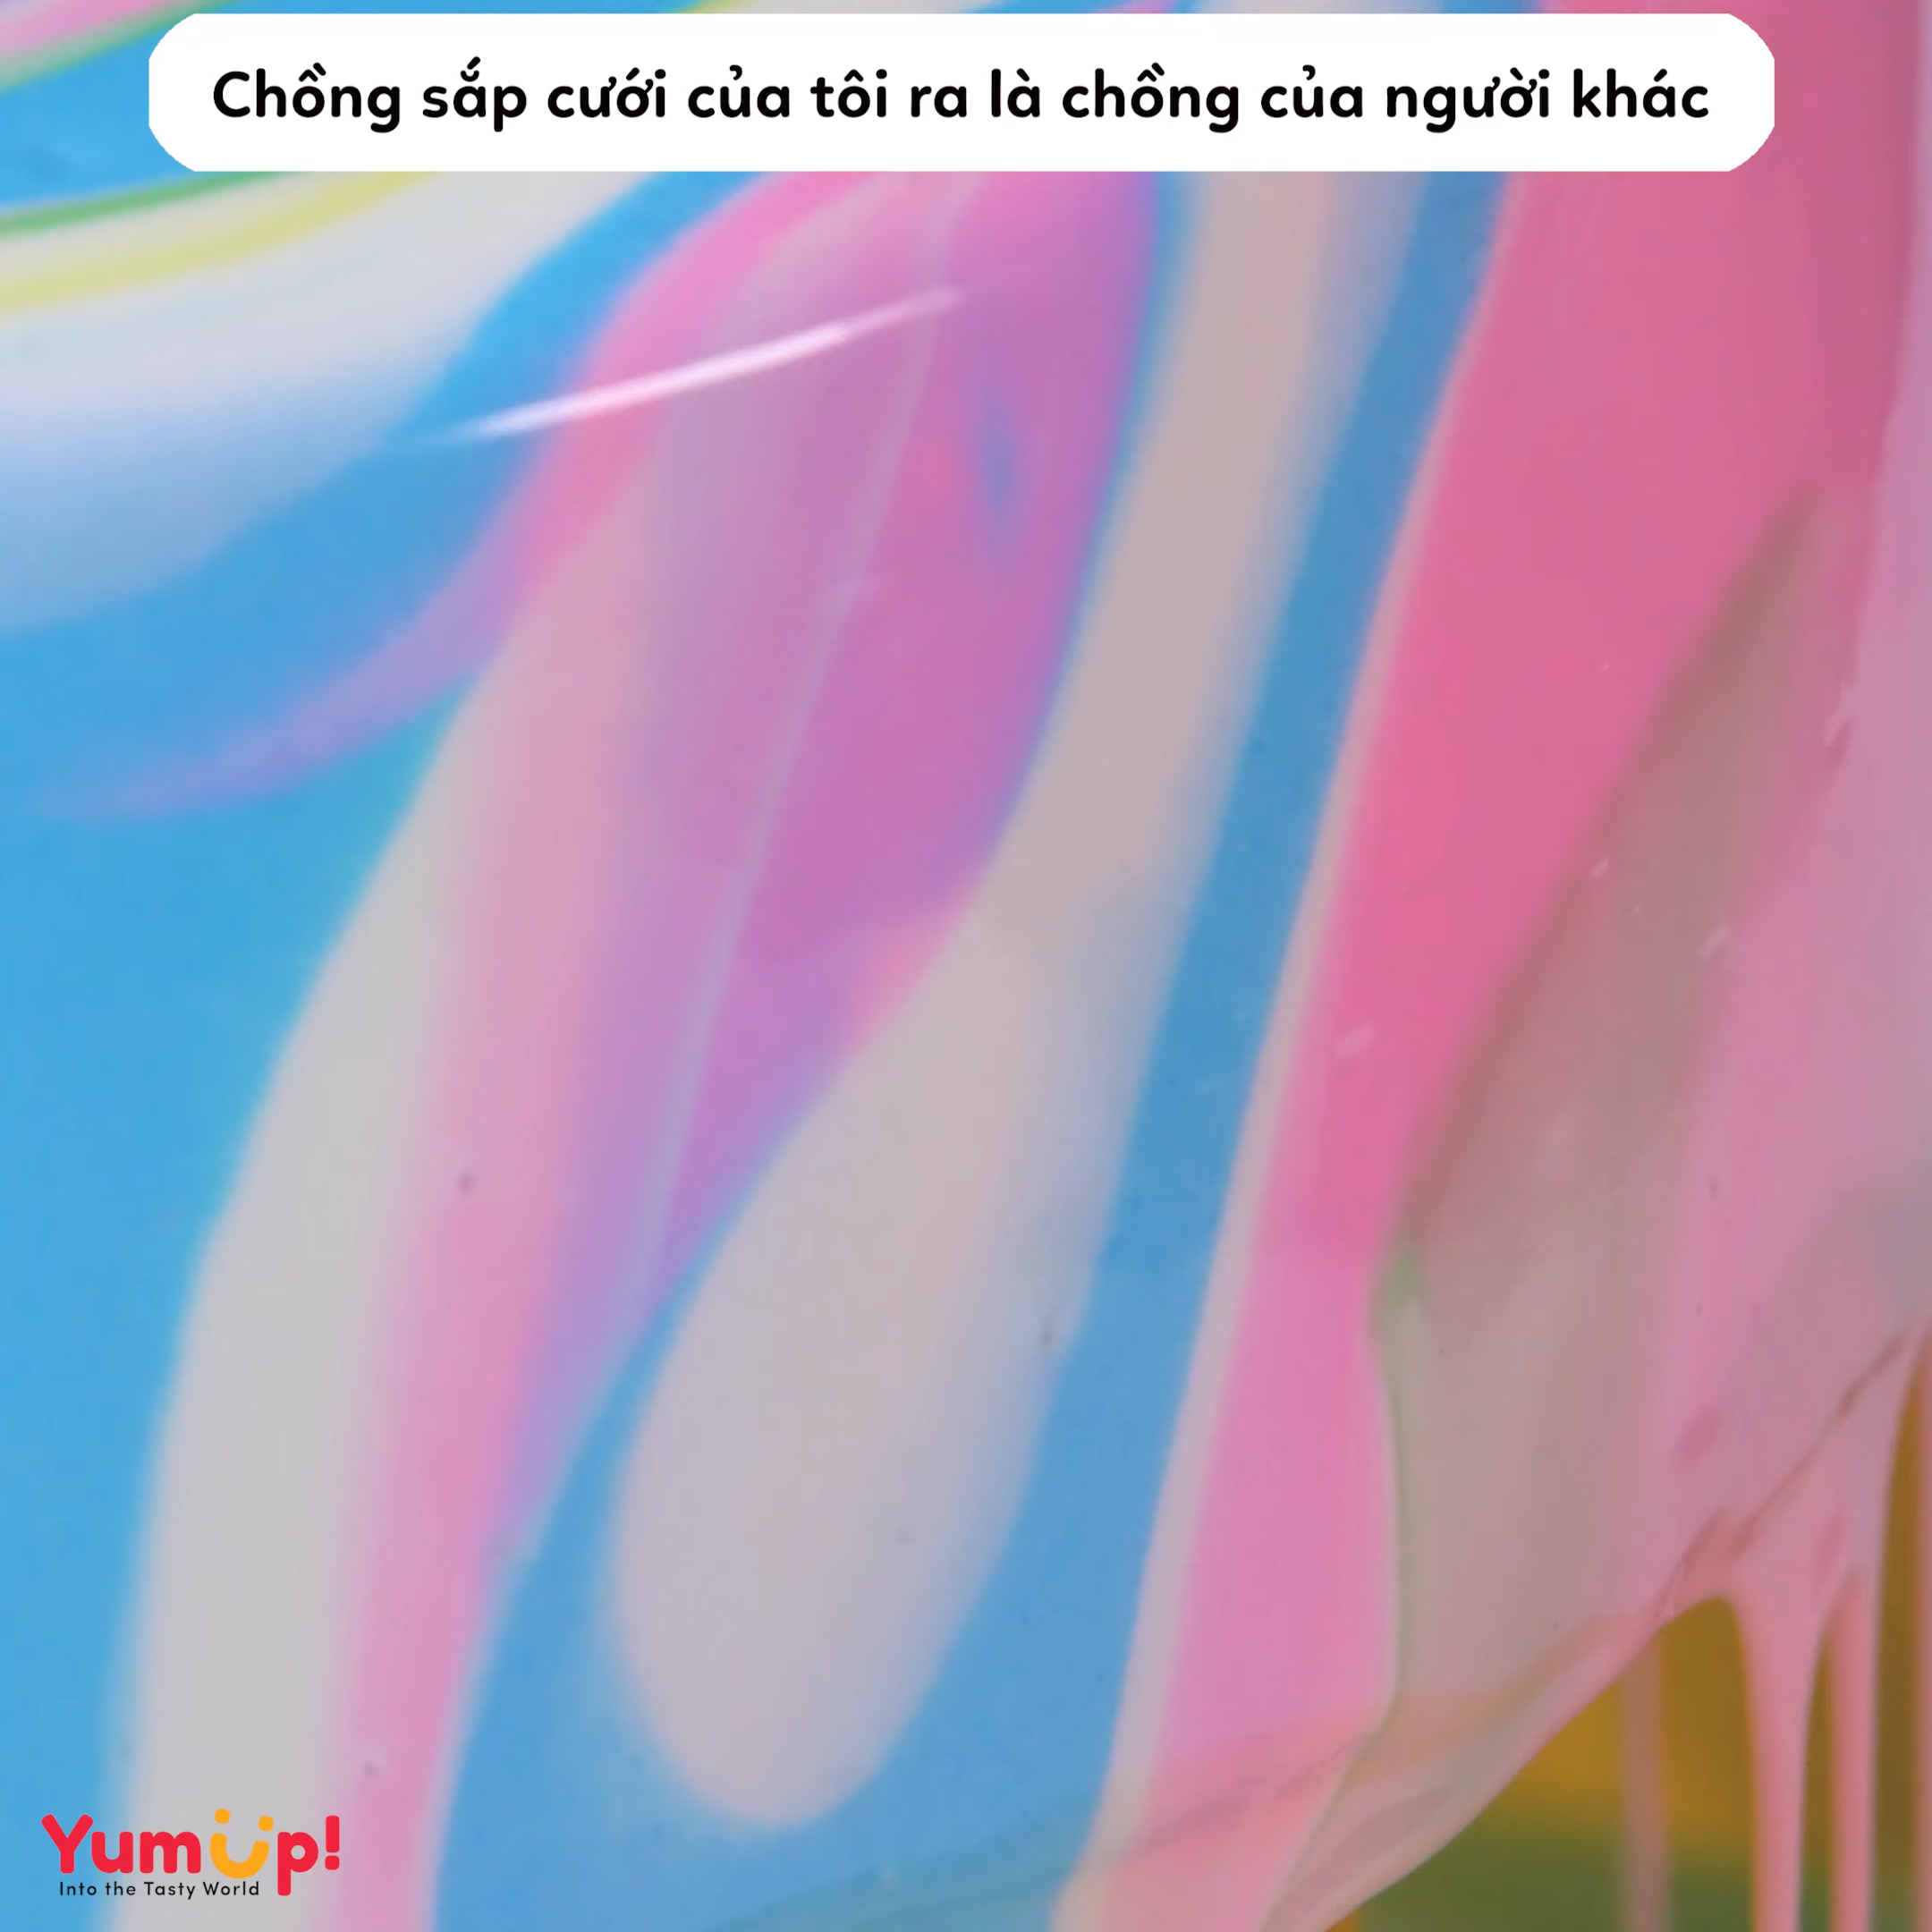 Chồng sắp cưới của tôi ra là chồng của người khác
YumUp!
Into the Tasty World